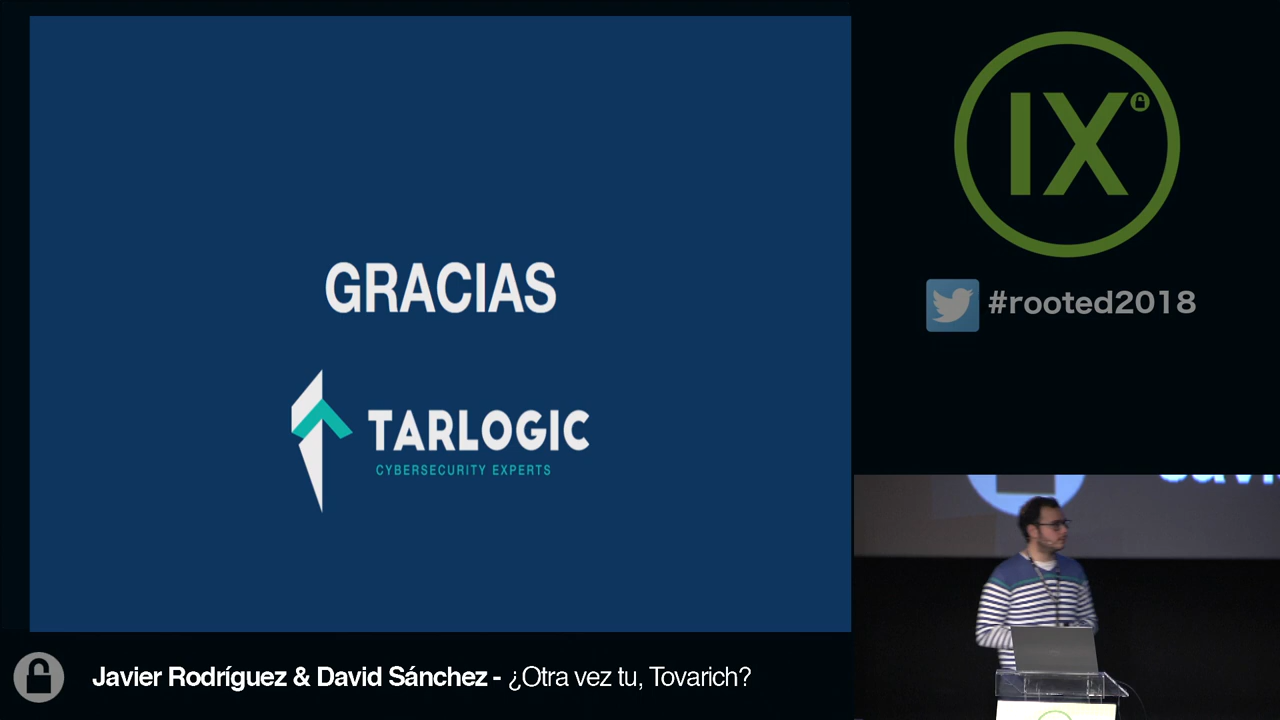 GRACIAS
TARLOGIC
CYBERSECURITY EXPERTS
IX
#rooted2018
Javier Rodríguez & David Sánchez - ¿Otra vez tu, Tovarich?